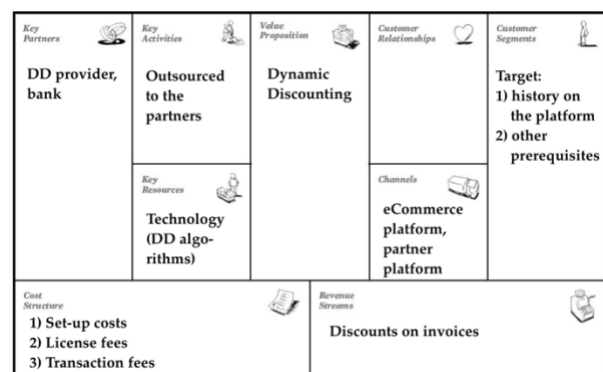 Key
Partners
DD provider,
bank
Key
Activities
Outsourced
to the
partners
Key
Resources
Technology
(DD algo-
rithms)
Value
Proposition
Dynamic
Discounting
Customer
Relationships
Channels
eCommerce
platform,
partner
platform
Customer
Segments
Target:
1) history on
the platform
2) other
prerequisites
Cost
Structure
1) Set-up costs
2) License fees
3) Transaction fees
Revenue
Streams
Discounts on invoices